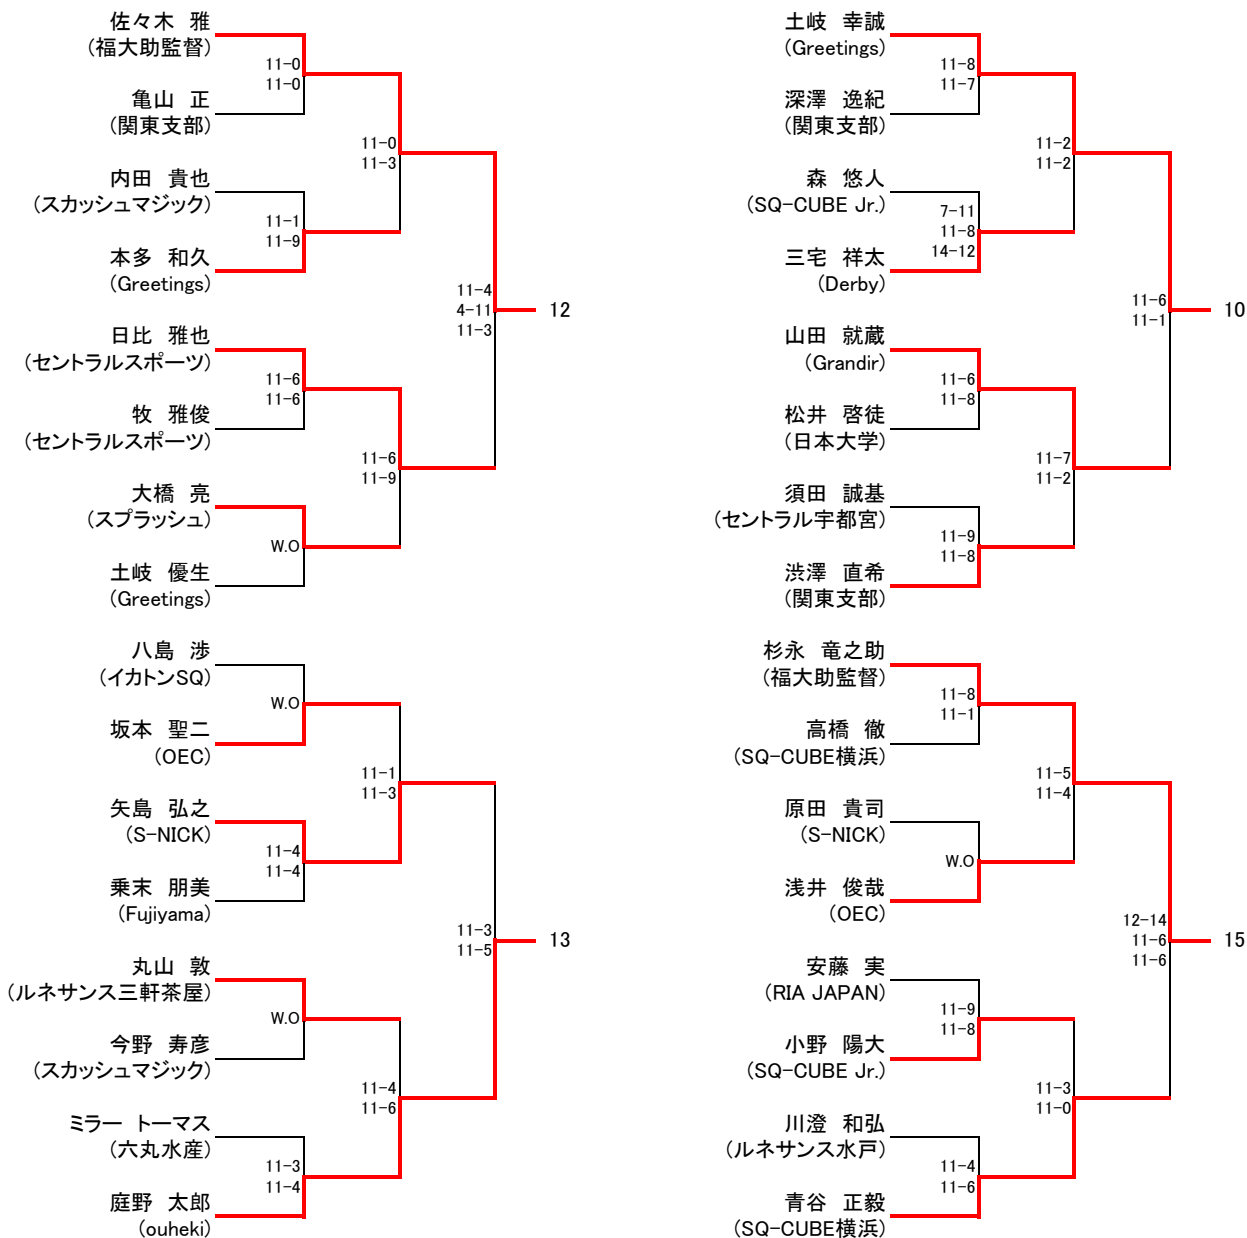 佐々木 雅
(福大助監督)
11-0
11-0
亀山 正
(関東支部)
11-0
11-3
内田 貴也
(スカッシュマジック)
11-1
11-9
本多 和久
(Greetings)
11-4
4-11
11-3
12
日比 雅也
(セントラルスポーツ)
11-6
11-6
牧 雅俊
(セントラルスポーツ)
11-6
11-9
大橋 亮
(スプラッシュ)
W.O
土岐 優生
(Greetings)
八島 渉
(イカトンSQ)
W.O
坂本 聖二
(OEC)
11-1
11-3
矢島 弘之
(S-NICK)
11-4
11-4
乗末 朋美
(Fujiyama)
11-3
11-5
13
丸山 敦
(ルネサンス三軒茶屋)
W.O
今野 寿彦
(スカッシュマジック)
11-4
11-6
ミラー トーマス
(六丸水産)
11-3
11-4
庭野 太郎
(ouheki)
土岐 幸誠
(Greetings)
11-8
11-7
深澤 逸紀
(関東支部)
11-2
11-2
森 悠人
(SQ-CUBE Jr.)
7-11
11-8
14-12
三宅 祥太
(Derby)
11-6
11-1
10
山田 就蔵
(Grandir)
11-6
11-8
松井 啓徒
(日本大学)
11-7
11-2
須田 誠基
(セントラル宇都宮)
11-9
11-8
渋澤 直希
(関東支部)
杉永 竜之助
(福大助監督)
11-8
11-1
高橋 徹
(SQ-CUBE横浜)
11-5
11-4
原田 貴司
(S-NICK)
W.O
浅井 俊哉
(OEC)
12-14
11-6
11-6
15
安藤 実
(RIA JAPAN)
11-9
11-8
小野 陽大
(SQ-CUBE Jr.)
11-3
11-0
川澄 和弘
(ルネサンス水戸)
11-4
11-6
青谷 正毅
(SQ-CUBE横浜)